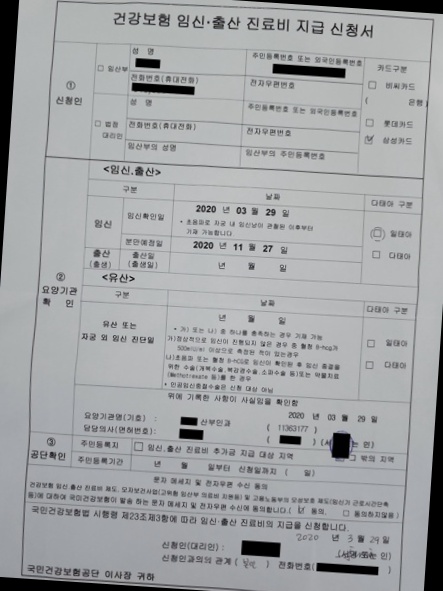 건강보험 임신·출산 진료비 지급 신청서
①
신청인
□ 임산부
성 명
주민등록번호 또는 외국인등록번호
전화번호(휴대전화)
전자우편번호
□ 법정
대리인
성 명
주민등록번호 또는 외국인등록번호
전화번호(휴대전화)
전자우편번호
임산부의 성명
임산부의 주민등록번호
카드구분
□ 비씨카드
( 은행)
□ 롯데카드
☑ 삼성카드
②
요양기관
확 인
<임신.출산>
구분
날짜
다태아 구분
임신
임신확인일
2020 년 03 월 29 일
• 초음파로 자궁 내 임신낭이 관찰된 이후부터
기재 가능합니다
분만예정일
2020 년 11 월 27 일
출산
(출생)
출산일
(출생일)
년 월 일
□ 일태아
□ 다태아
<유산>
구분
날짜
다태아 구분
유산 또는
자궁 외 임신 진단일
년 월 일
• 가) 또는 나) 중 하나를 충족하는 경우 기재 가능
가)정상적으로 임신이 진행되지 않은 경우 중 혈청 β-hcg가
500miU/ml 이상으로 측정된 적이 있는경우
나)초음파 또는 혈청 β-hCG로 임신이 확인된 후 임신 종결을
위한 수술(개복수술, 복강경수술, 소파수술 등)또는 약물치료
(Methotrexate 등)를 한 경우
• 인공임신중절수술은 신청 대상 아님
□ 일태아
□ 다태아
위에 기록한 사항이 사실임을 확인함
2020 년 03 월 29 일
요양기관명(기호) : 산부인과 ( 11363177 )
담당의사(면허번호): ( ) (서 는 인)
③
공단확인
주민등록지
□ 임신.출산 진료비 추가금 지급 대상 지역
□ 그 밖의 지역
주민등록기간
년 월 일부터 신청일까지 ( 일)
문자 메세지 및 전자우편 수신 동의
건강보험 임신.출산 진료비 제도, 모자보건사업(고위험 임산부 의료비 지원등) 및 고용노동부의 모성보호 제도(임신기 근로시간단축
등)에 대하여 국민건강보험공단이 발송 하는 문자 메세지 및 전자우편 수신에 동의합니다.( ☑ 동의, □ 동의하지않음 )
국민건강보험법 시행령 제23조제3항에 따라 임신·출산 진료비의 지급을 신청합니다.
2020 년 3 월 29 일
신청인(대리인) : (서명 또는 인)
신청인과의 관계 ( 본인 ) 전화번호(
국민건강보험공단 이사장 귀하